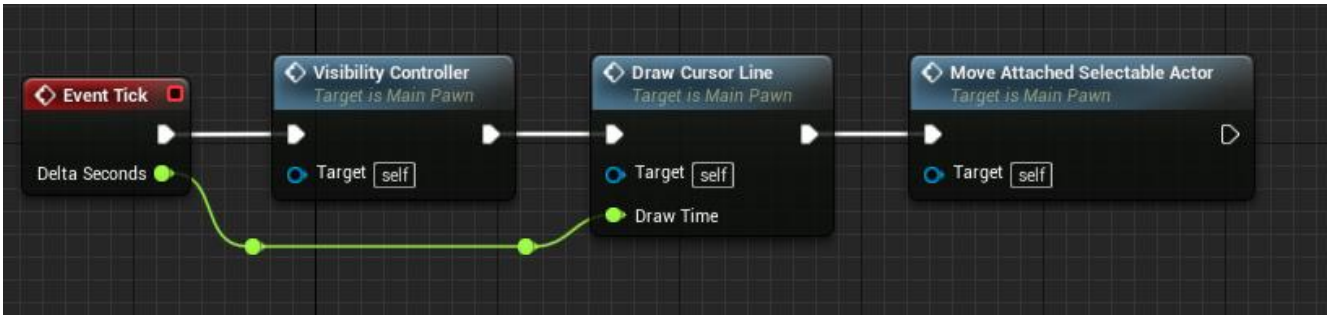 Event Tick
Delta Seconds
Visibility Controller
Target is Main Pawn
Target self
Draw Cursor Line
Target is Main Pawn
Target self
Draw Time
Move Attached Selectable Actor
Target is Main Pawn
Target self